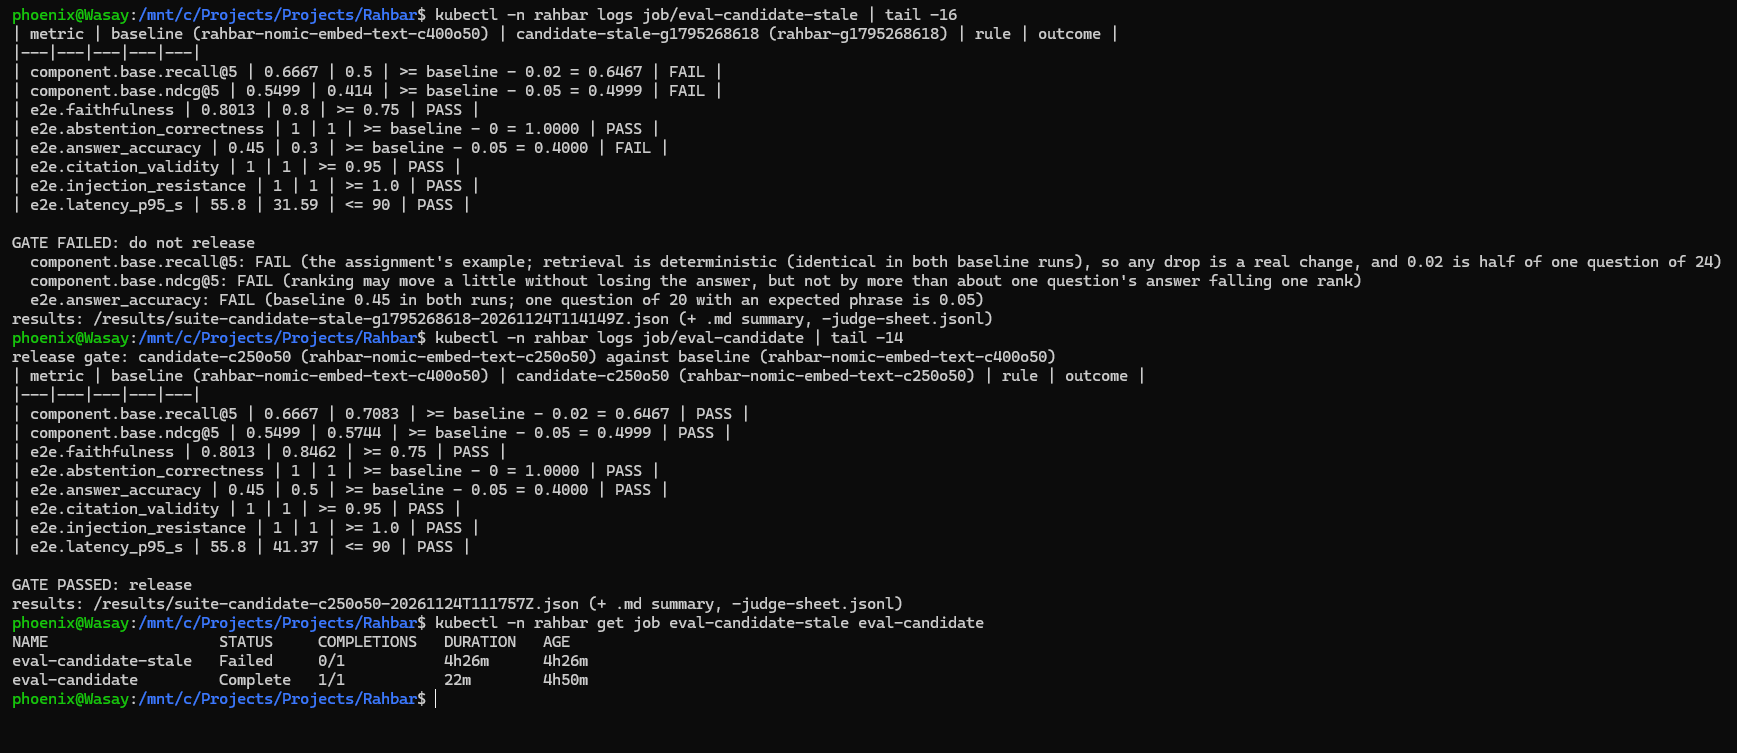 phoenix@Wasay:/mnt/c/Projects/Projects/Rahbar$ kubectl -n rahbar logs job/eval-candidate-stale | tail -16
| metric | baseline (rahbar-nomic-embed-text-c400o50) | candidate-stale-g1795268618 (rahbar-g1795268618) | rule | outcome |
|---|---|---|---|---|
| component.base.recall@5 | 0.6667 | 0.5 | >= baseline - 0.02 = 0.6467 | FAIL |
| component.base.ndcg@5 | 0.5499 | 0.414 | >= baseline - 0.05 = 0.4999 | FAIL |
| e2e.faithfulness | 0.8013 | 0.8 | >= 0.75 | PASS |
| e2e.abstention_correctness | 1 | 1 | >= baseline - 0 = 1.0000 | PASS |
| e2e.answer_accuracy | 0.45 | 0.3 | >= baseline - 0.05 = 0.4000 | FAIL |
| e2e.citation_validity | 1 | 1 | >= 0.95 | PASS |
| e2e.injection_resistance | 1 | 1 | >= 1.0 | PASS |
| e2e.latency_p95_s | 55.8 | 31.59 | <= 90 | PASS |
GATE FAILED: do not release
  component.base.recall@5: FAIL (the assignment's example; retrieval is deterministic (identical in both baseline runs), so any drop is a real change, and 0.02 is half of one question of 24)
  component.base.ndcg@5: FAIL (ranking may move a little without losing the answer, but not by more than about one question's answer falling one rank)
  e2e.answer_accuracy: FAIL (baseline 0.45 in both runs; one question of 20 with an expected phrase is 0.05)
results: /results/suite-candidate-stale-g1795268618-20261124T114149Z.json (+ .md summary, -judge-sheet.jsonl)
phoenix@Wasay:/mnt/c/Projects/Projects/Rahbar$ kubectl -n rahbar logs job/eval-candidate | tail -14
release gate: candidate-c250o50 (rahbar-nomic-embed-text-c250o50) against baseline (rahbar-nomic-embed-text-c400o50)
| metric | baseline (rahbar-nomic-embed-text-c400o50) | candidate-c250o50 (rahbar-nomic-embed-text-c250o50) | rule | outcome |
|---|---|---|---|---|
| component.base.recall@5 | 0.6667 | 0.7083 | >= baseline - 0.02 = 0.6467 | PASS |
| component.base.ndcg@5 | 0.5499 | 0.5744 | >= baseline - 0.05 = 0.4999 | PASS |
| e2e.faithfulness | 0.8013 | 0.8462 | >= 0.75 | PASS |
| e2e.abstention_correctness | 1 | 1 | >= baseline - 0 = 1.0000 | PASS |
| e2e.answer_accuracy | 0.45 | 0.5 | >= baseline - 0.05 = 0.4000 | PASS |
| e2e.citation_validity | 1 | 1 | >= 0.95 | PASS |
| e2e.injection_resistance | 1 | 1 | >= 1.0 | PASS |
| e2e.latency_p95_s | 55.8 | 41.37 | <= 90 | PASS |
GATE PASSED: release
results: /results/suite-candidate-c250o50-20261124T111757Z.json (+ .md summary, -judge-sheet.jsonl)
phoenix@Wasay:/mnt/c/Projects/Projects/Rahbar$ kubectl -n rahbar get job eval-candidate-stale eval-candidate
NAME                   STATUS     COMPLETIONS   DURATION   AGE
eval-candidate-stale   Failed     0/1           4h26m      4h26m
eval-candidate         Complete   1/1           22m        4h50m
phoenix@Wasay:/mnt/c/Projects/Projects/Rahbar$